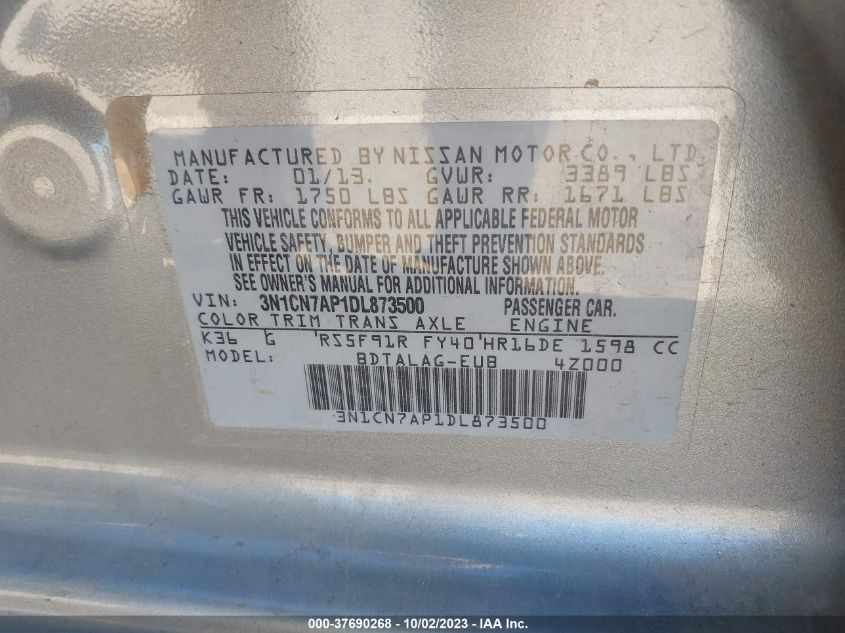 MANUFACTURED BY NISSAN MOTOR CO., LTD.
DATE: 01/13. GVWR: 3389 LBS
GAWR FR: 1750 LBS GAWR RR: 1671 LBS
THIS VEHICLE CONFORMS TO ALL APPLICABLE FEDERAL MOTOR
VEHICLE SAFETY, BUMPER AND THEFT PREVENTION STANDARDS
IN EFFECT ON THE DATE OF MANUFACTURE SHOWN ABOVE.
SEE OWNER'S MANUAL FOR ADDITIONAL INFORMATION.
VIN: 3N1CN7AP1DL873500 PASSENGER CAR.
COLOR TRIM TRANS AXLE ENGINE
K36 G 'RS5F91R FY40'HR16DE 1598 CC
MODEL: BDTALAG-EUB 4Z000
3N1CN7AP1DL873500
000-37690268 - 10/02/2023 - IAA Inc.